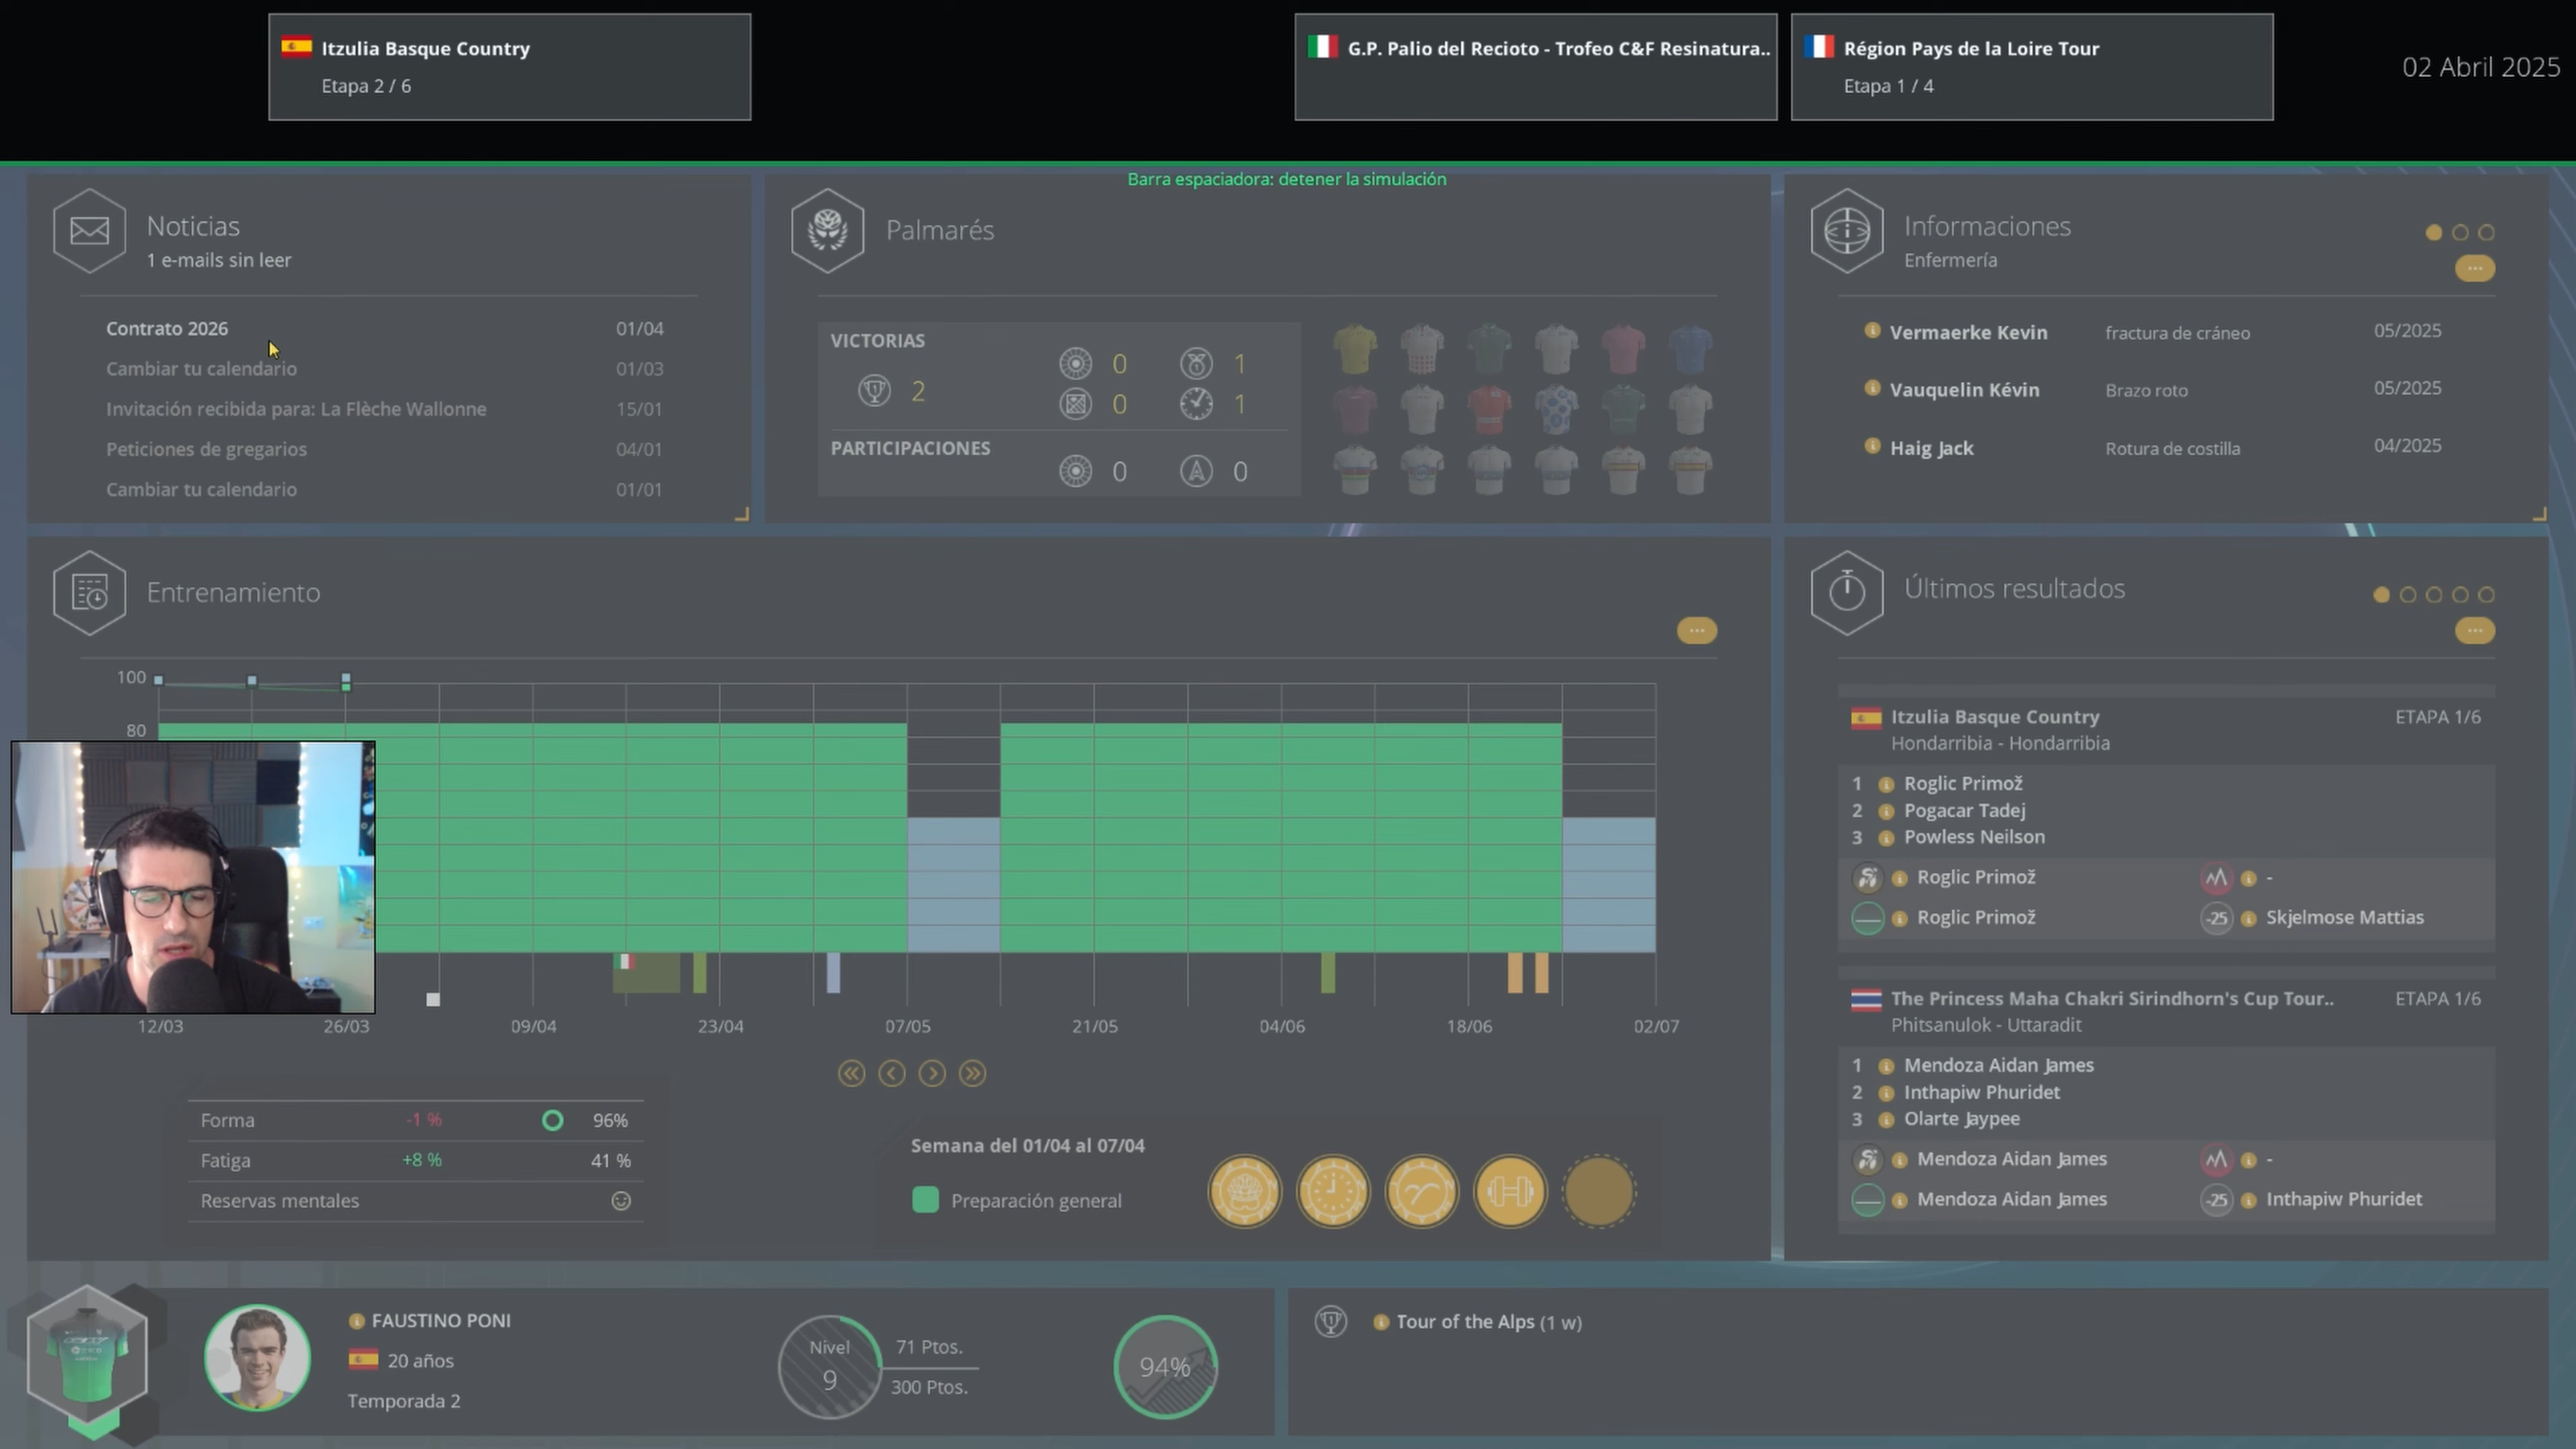 Itzulia Basque Country
Etapa 2 / 6
G.P. Palio del Recioto - Trofeo C&F Resinatura..
Région Pays de la Loire Tour
Etapa 1 / 4
02 Abril 2025
Barra espaciadora: detener la simulación
Noticias
1 e-mails sin leer
Contrato 2026 01/04
Cambiar tu calendario 01/03
Invitación recibida para: La Flèche Wallonne 15/01
Peticiones de gregarios 04/01
Cambiar tu calendario 01/01
Palmarés
VICTORIAS
2
0 1
0 1
PARTICIPACIONES
0 0
Informaciones
Enfermería
Vermaerke Kevin fractura de cráneo 05/2025
Vauquelin Kévin Brazo roto 05/2025
Haig Jack Rotura de costilla 04/2025
Entrenamiento
100
80
12/03 26/03 09/04 23/04 07/05 21/05 04/06 18/06 02/07
Forma -1 % 96%
Fatiga +8 % 41 %
Reservas mentales
Semana del 01/04 al 07/04
Preparación general
Últimos resultados
Itzulia Basque Country ETAPA 1/6
Hondarribia - Hondarribia
1 Roglic Primož
2 Pogacar Tadej
3 Powless Neilson
Roglic Primož -
Roglic Primož -25 Skjelmose Mattias
The Princess Maha Chakri Sirindhorn's Cup Tour.. ETAPA 1/6
Phitsanulok - Uttaradit
1 Mendoza Aidan James
2 Inthapiw Phuridet
3 Olarte Jaypee
Mendoza Aidan James -
Mendoza Aidan James -25 Inthapiw Phuridet
FAUSTINO PONI
20 años
Temporada 2
Nivel
9
71 Ptos.
300 Ptos.
94%
Tour of the Alps (1 w)